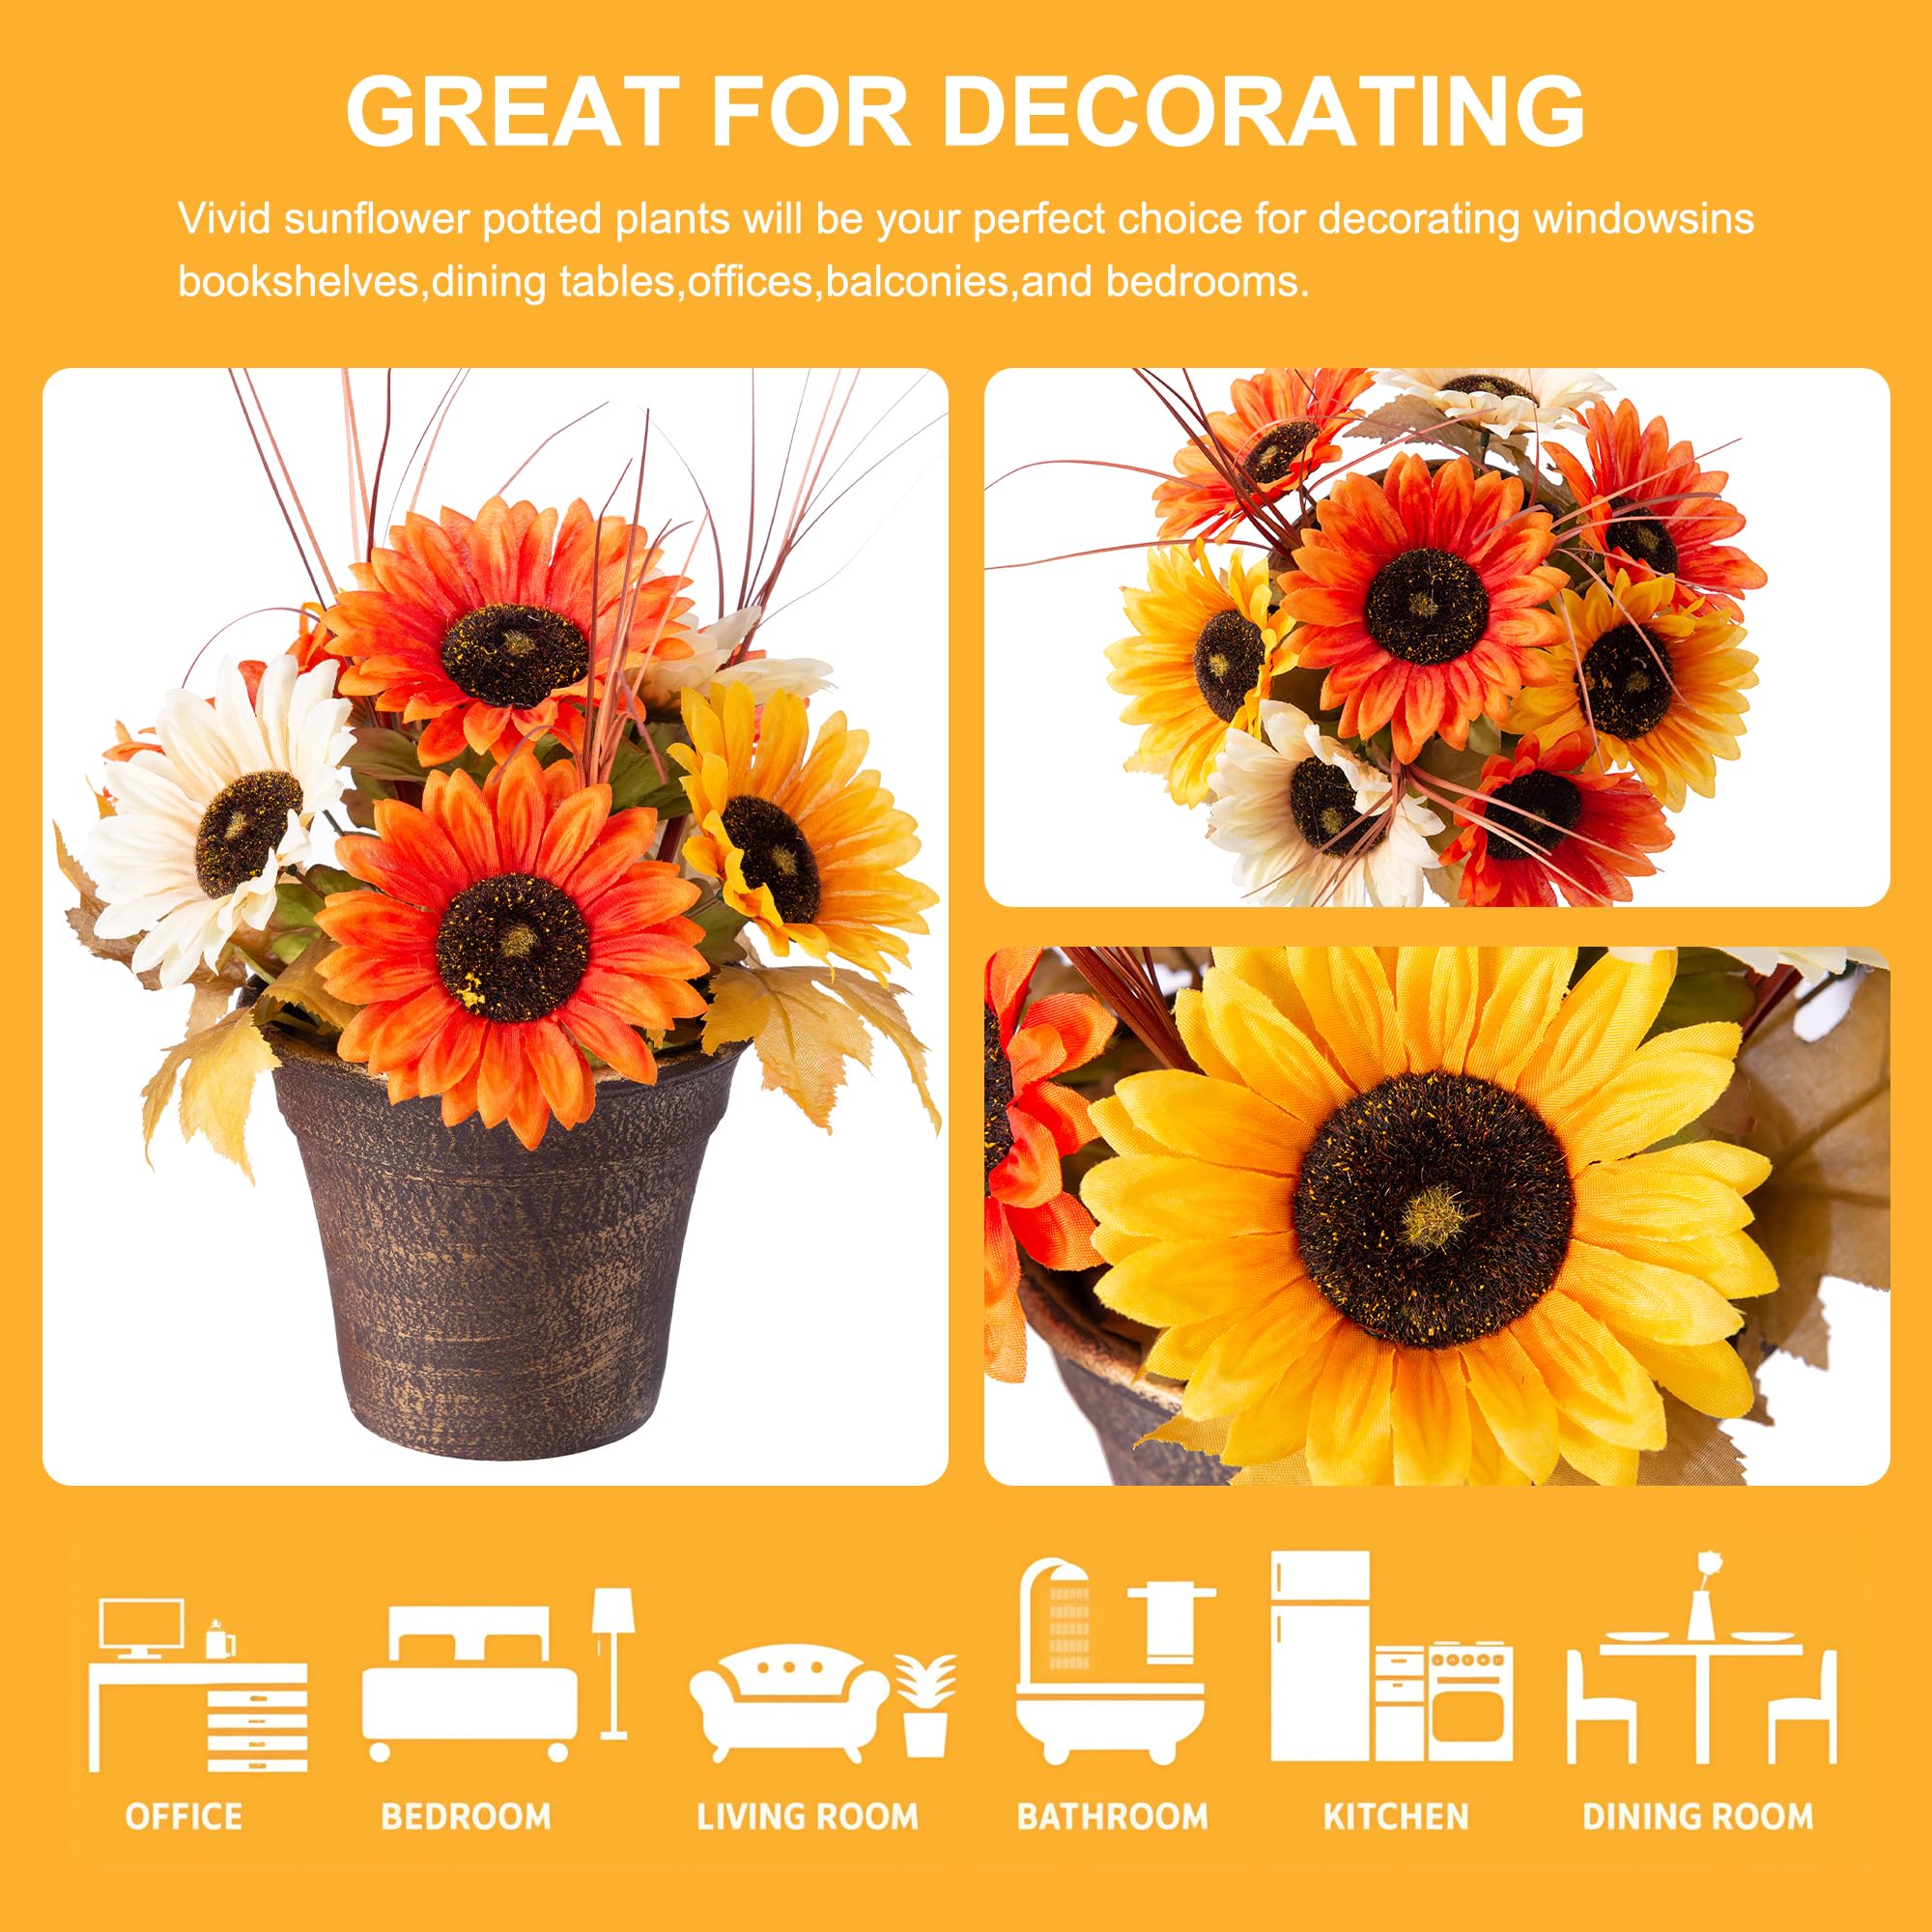 GREAT FOR DECORATING
Vivid sunflower potted plants will be your perfect choice for decorating windowsins
bookshelves,dining tables,offices,balconies,and bedrooms.
OFFICE
BEDROOM
LIVING ROOM
BATHROOM
KITCHEN
DINING ROOM